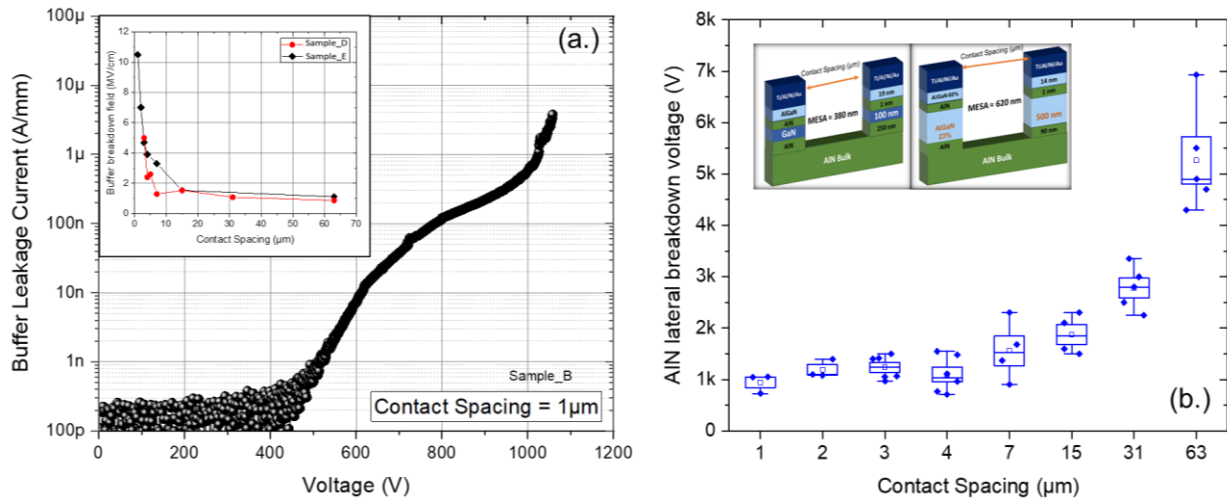 100μ
10μ
1μ
100n
10n
1n
100p
Buffer Leakage Current (A/mm)
0
200
400
600
800
1000
1200
Voltage (V)
(a.)
Sample_B
Contact Spacing = 1μm
12
10
8
6
4
2
0
Buffer breakdown field (MV/cm)
0
10
20
30
40
50
60
70
Contact Spacing (μm)
Sample_D
Sample_E
8k
7k
6k
5k
4k
3k
2k
1k
0
AlN lateral breakdown voltage (V)
1
2
3
4
7
15
31
63
Contact Spacing (μm)
(b.)
Contact Spacing (μm)
Ti/Al/Ni/Au
AlGaN
AlN
GaN
AlN
MESA = 380 nm
Ti/Al/Ni/Au
19 nm
1 nm
100 nm
250 nm
AlN Bulk
Contact Spacing (μm)
Ti/Al/Ni/Au
AlGaN 60%
AlN
AlGaN
22%
AlN
MESA = 620 nm
Ti/Al/Ni/Au
14 nm
1 nm
500 nm
90 nm
AlN Bulk